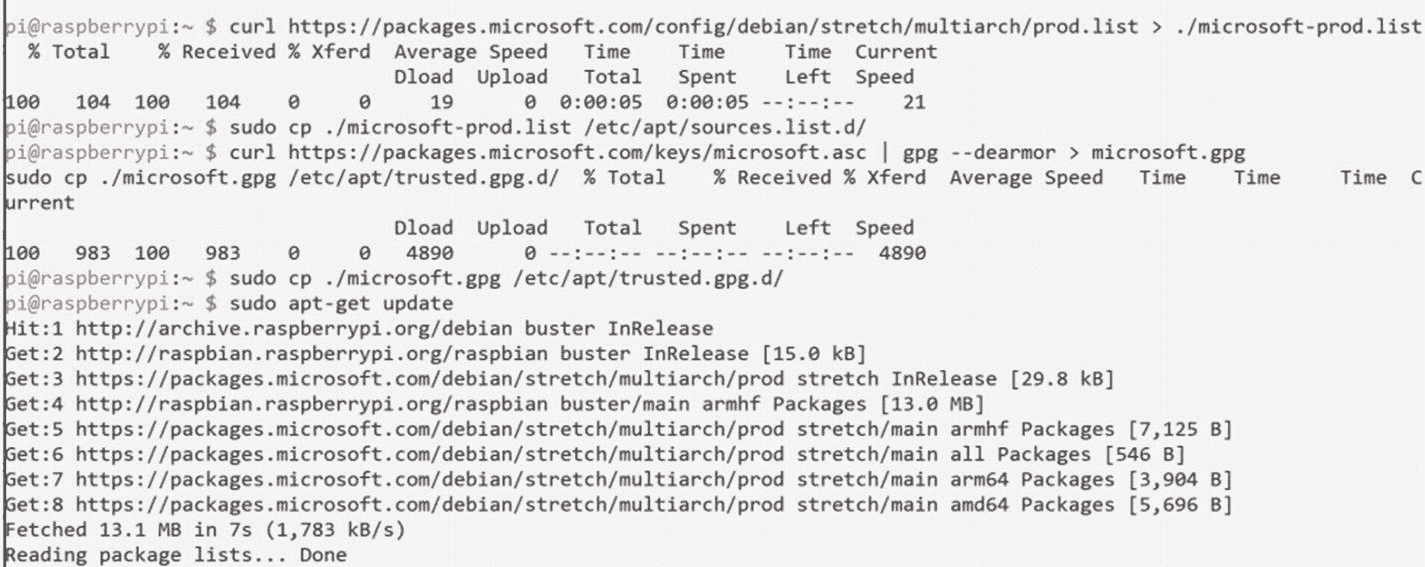 pi@raspberrypi:~ $ curl https://packages.microsoft.com/config/debian/stretch/multiarch/prod.list > ./microsoft-prod.list
  % Total    % Received % Xferd  Average Speed   Time    Time     Time  Current
                                 Dload  Upload   Total   Spent    Left  Speed
100   104  100   104    0     0     19      0  0:00:05  0:00:05 --:--:--    21
pi@raspberrypi:~ $ sudo cp ./microsoft-prod.list /etc/apt/sources.list.d/
pi@raspberrypi:~ $ curl https://packages.microsoft.com/keys/microsoft.asc | gpg --dearmor > microsoft.gpg
sudo cp ./microsoft.gpg /etc/apt/trusted.gpg.d/  % Total    % Received % Xferd  Average Speed   Time    Time     Time  C
urrent
                                 Dload  Upload   Total   Spent    Left  Speed
100   983  100   983    0     0   4890      0 --:--:-- --:--:-- --:--:--  4890
pi@raspberrypi:~ $ sudo cp ./microsoft.gpg /etc/apt/trusted.gpg.d/
pi@raspberrypi:~ $ sudo apt-get update
Hit:1 http://archive.raspberrypi.org/debian buster InRelease
Get:2 http://raspbian.raspberrypi.org/raspbian buster InRelease [15.0 kB]
Get:3 https://packages.microsoft.com/debian/stretch/multiarch/prod stretch InRelease [29.8 kB]
Get:4 http://raspbian.raspberrypi.org/raspbian buster/main armhf Packages [13.0 MB]
Get:5 https://packages.microsoft.com/debian/stretch/multiarch/prod stretch/main armhf Packages [7,125 B]
Get:6 https://packages.microsoft.com/debian/stretch/multiarch/prod stretch/main all Packages [546 B]
Get:7 https://packages.microsoft.com/debian/stretch/multiarch/prod stretch/main arm64 Packages [3,904 B]
Get:8 https://packages.microsoft.com/debian/stretch/multiarch/prod stretch/main amd64 Packages [5,696 B]
Fetched 13.1 MB in 7s (1,783 kB/s)
Reading package lists... Done